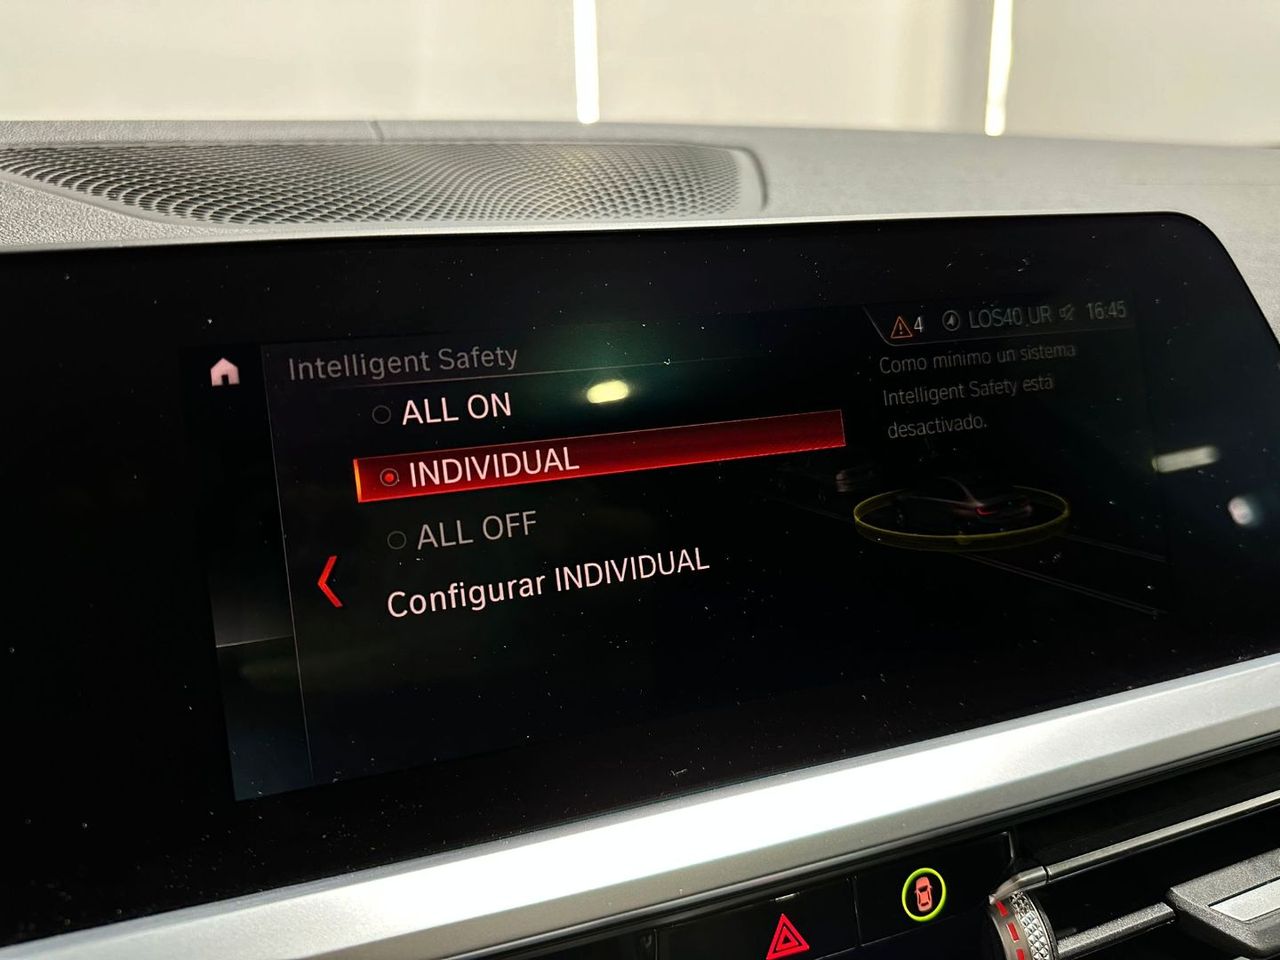 Intelligent Safety
ALL ON
INDIVIDUAL
ALL OFF
Configurar INDIVIDUAL
4 LOS40 UR 16:45
Como mínimo un sistema
Intelligent Safety está
desactivado.